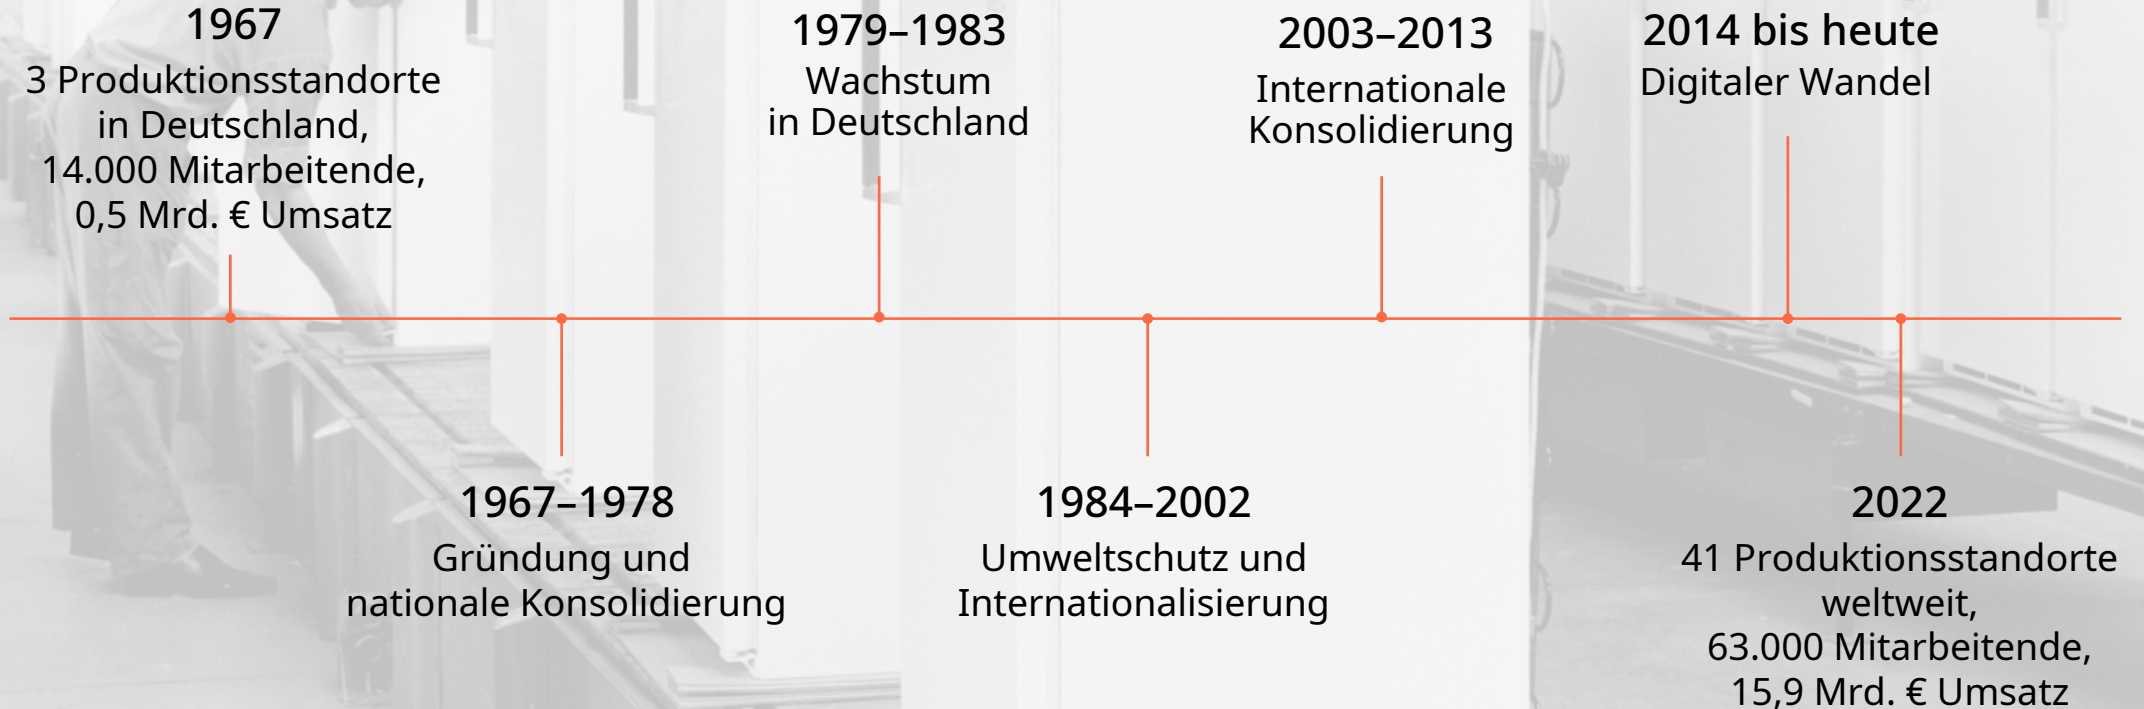 1967
3 Produktionsstandorte
in Deutschland,
14.000 Mitarbeitende,
0,5 Mrd. € Umsatz
1967–1978
Gründung und
nationale Konsolidierung
1979–1983
Wachstum
in Deutschland
1984–2002
Umweltschutz und
Internationalisierung
2003–2013
Internationale
Konsolidierung
2014 bis heute
Digitaler Wandel
2022
41 Produktionsstandorte
weltweit,
63.000 Mitarbeitende,
15,9 Mrd. € Umsatz